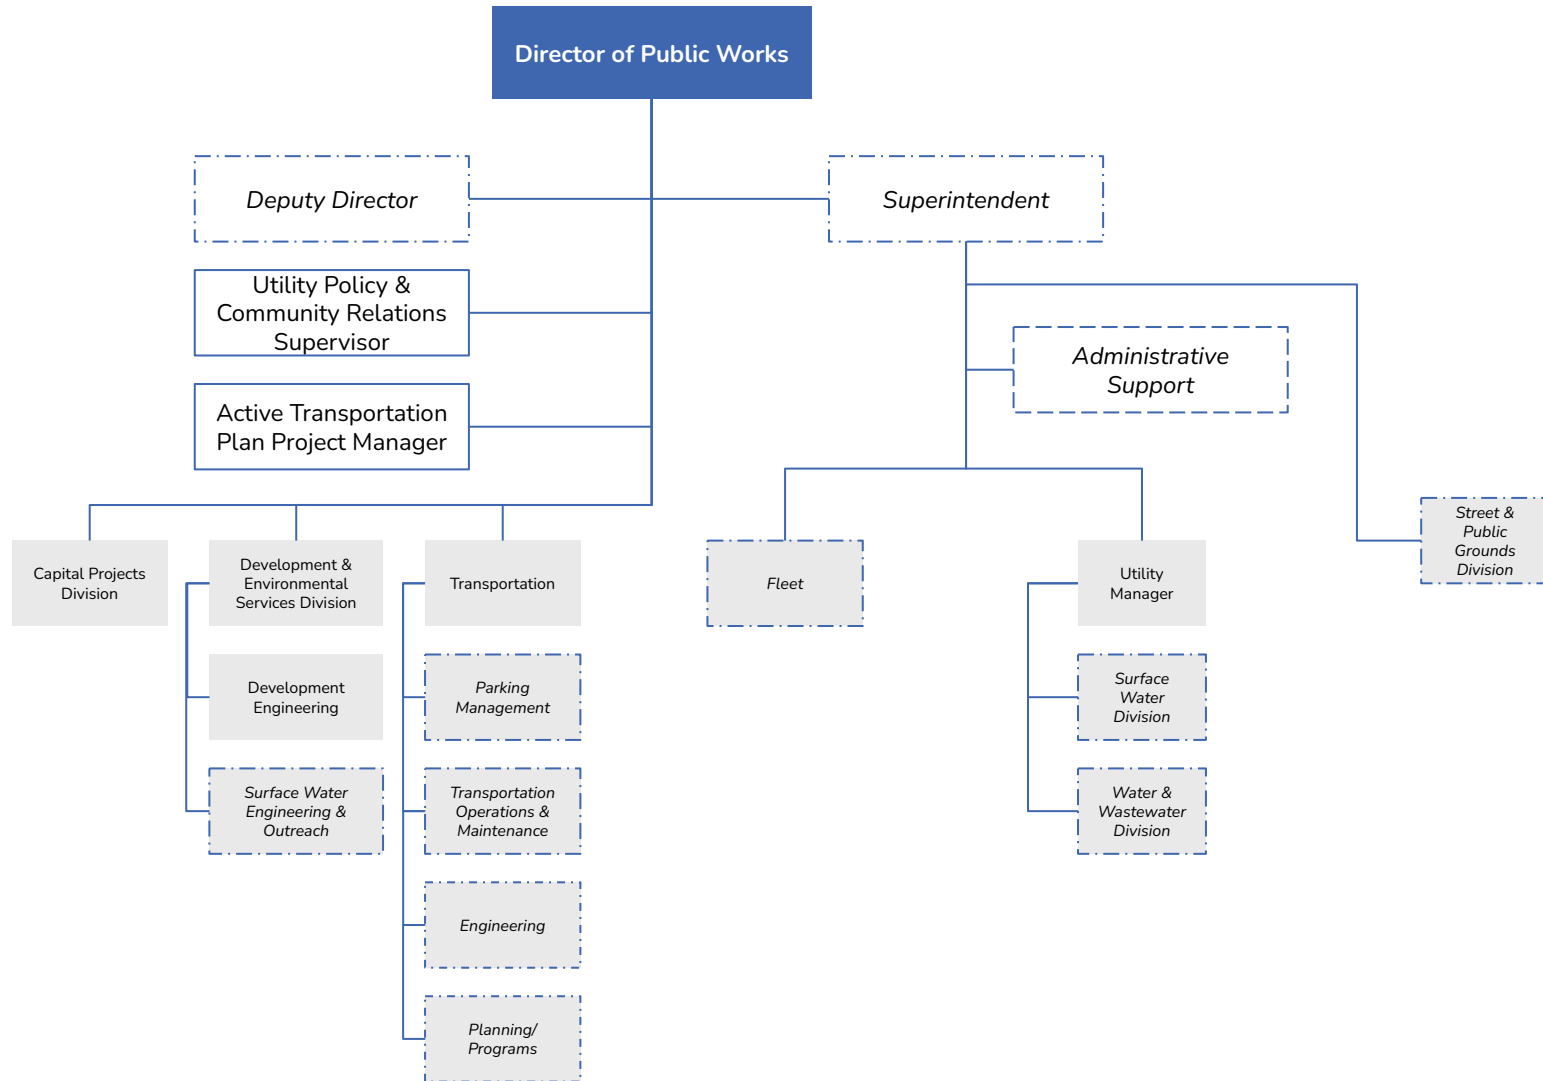 Director of Public Works
Deputy Director
Superintendent
Utility Policy &
Community Relations
Supervisor
Administrative
Support
Active Transportation
Plan Project Manager
Capital Projects
Division
Development &
Environmental
Services Division
Transportation
Fleet
Utility
Manager
Street &
Public
Grounds
Division
Development
Engineering
Parking
Management
Surface
Water
Division
Surface Water
Engineering &
Outreach
Transportation
Operations &
Maintenance
Water &
Wastewater
Division
Engineering
Planning/
Programs